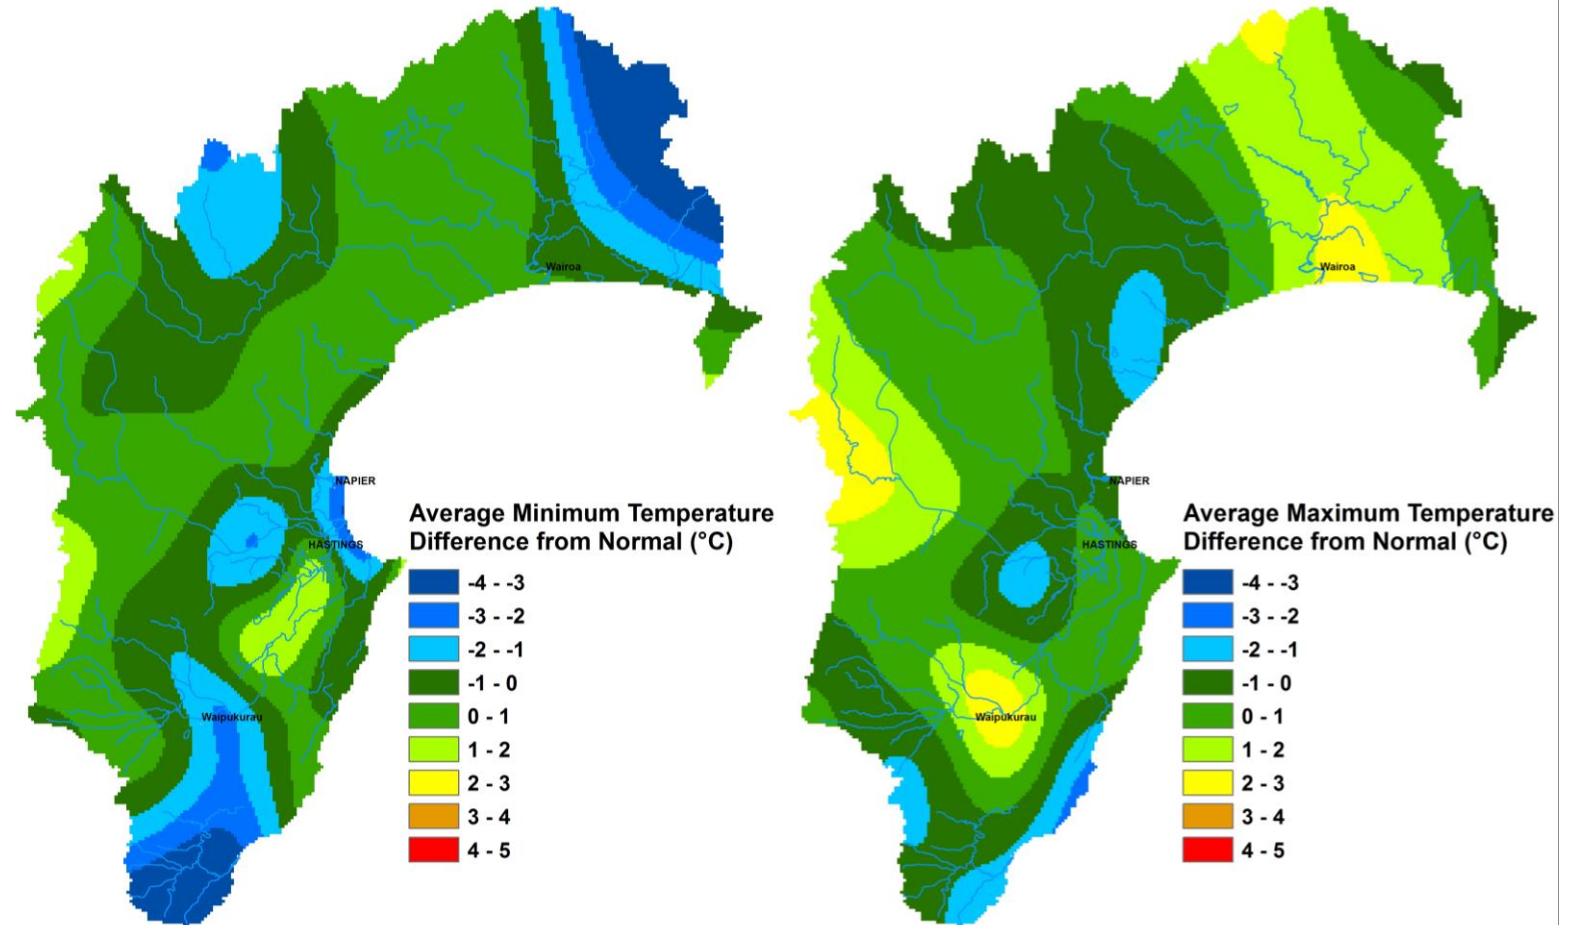 Wairoa
NAPIER
HASTINGS
Waipukurau
Average Minimum Temperature
Difference from Normal (°C)
-4 - -3
-3 - -2
-2 - -1
-1 - 0
0 - 1
1 - 2
2 - 3
3 - 4
4 - 5
Wairoa
NAPIER
HASTINGS
Waipukurau
Average Maximum Temperature
Difference from Normal (°C)
-4 - -3
-3 - -2
-2 - -1
-1 - 0
0 - 1
1 - 2
2 - 3
3 - 4
4 - 5